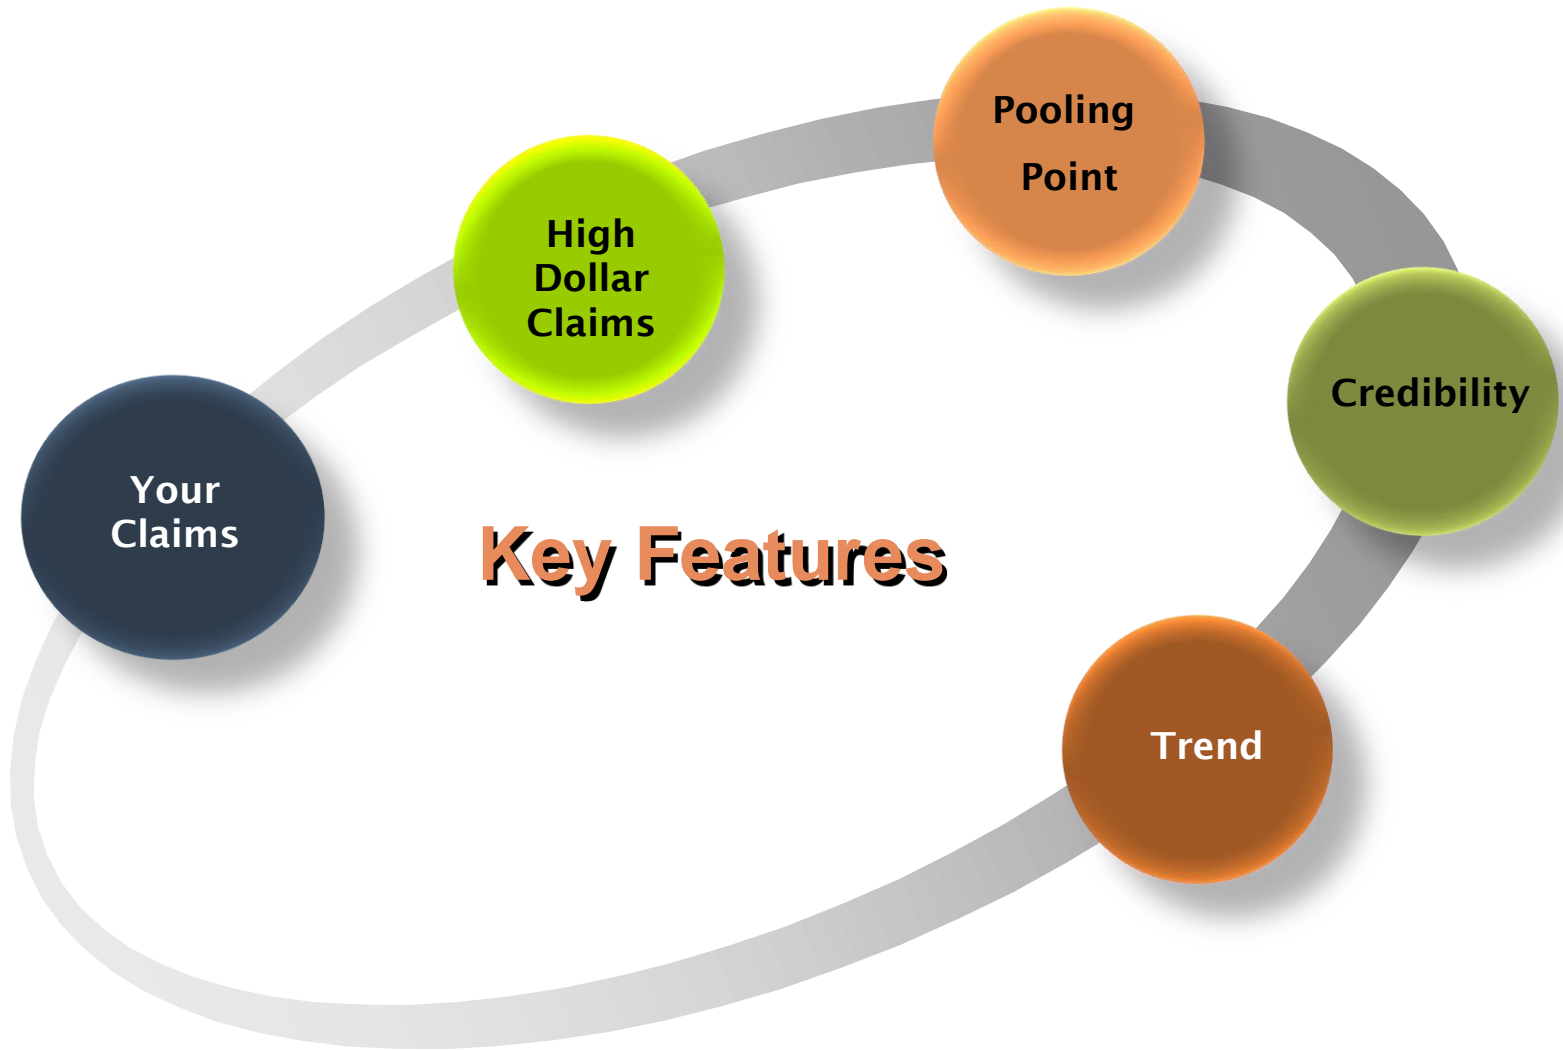 Pooling
Point
High
Dollar
Claims
Credibility
Your
Claims
Key Features
Trend